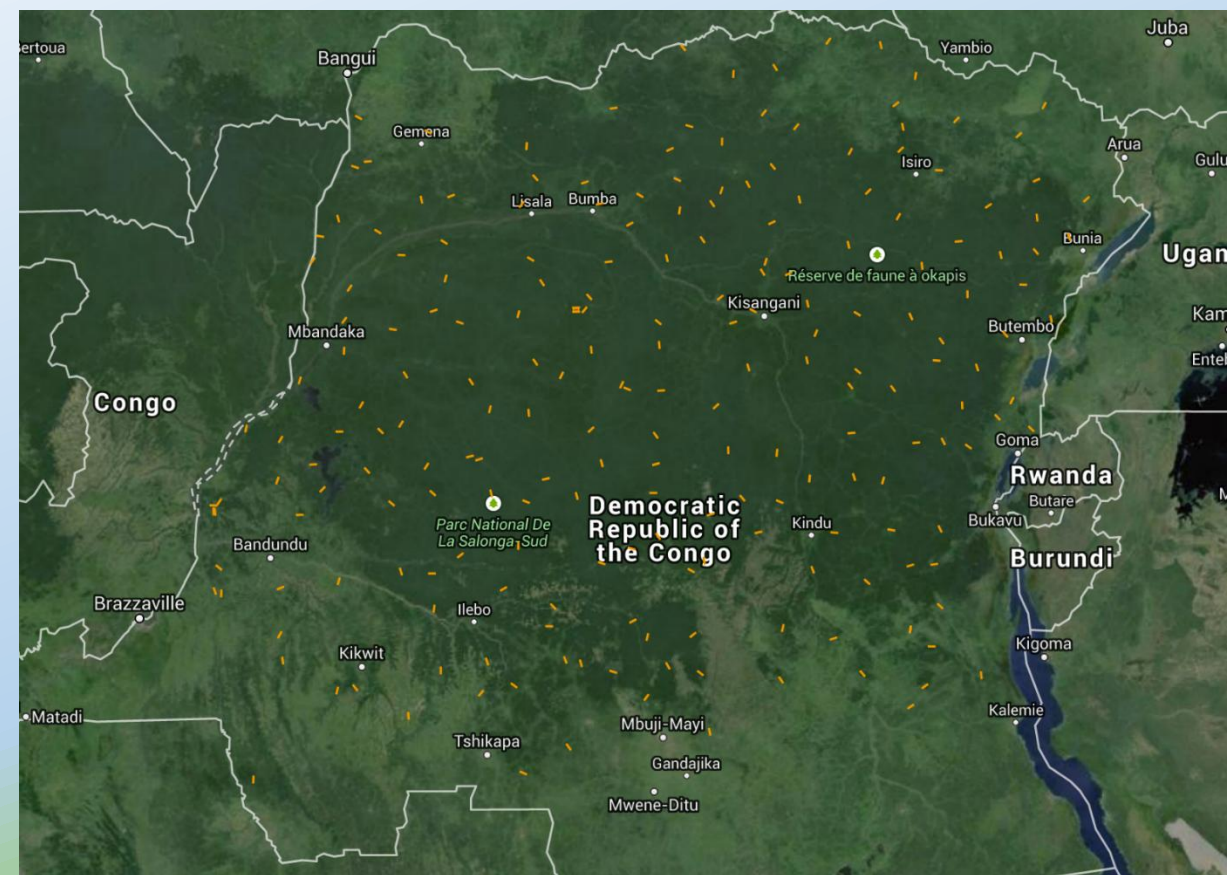 Juba
Yambio
Bertoua
Bangui
Gemena
Arua
Isiro
Gulu
Lisala
Bumba
Bunia
Ugan
Réserve de faune à okapis
Kisangani
Kam
Butembo
Mbandaka
Entel
Congo
Goma
Rwanda
Butare
Democratic
Republic of
the Congo
Parc National De
La Salonga-Sud
Kindu
Bukavu
Bandundu
Burundi
Brazzaville
Ilebo
Kigoma
Kikwit
Matadi
Kalemie
Mbuji-Mayi
Tshikapa
Gandajika
Mwene-Ditu